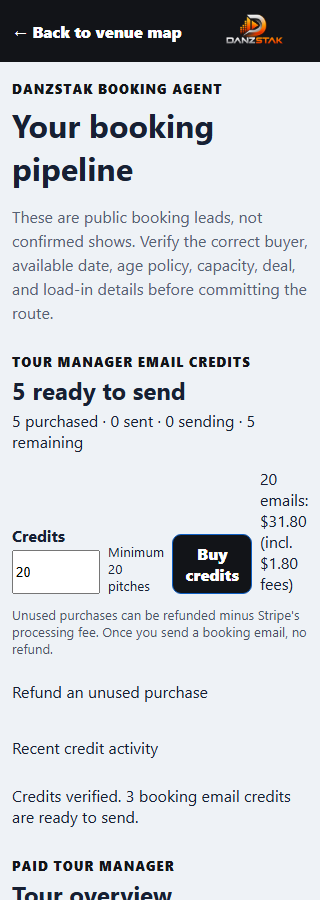 ← Back to venue map
DANZSTAK
DANZSTAK BOOKING AGENT
Your booking
pipeline
These are public booking leads, not
confirmed shows. Verify the correct buyer,
available date, age policy, capacity, deal,
and load-in details before committing the
route.
TOUR MANAGER EMAIL CREDITS
5 ready to send
5 purchased · 0 sent · 0 sending · 5
remaining
Credits
20
Minimum
20
pitches
Buy
credits
20
emails:
$31.80
(incl.
$1.80
fees)
Unused purchases can be refunded minus Stripe's
processing fee. Once you send a booking email, no
refund.
Refund an unused purchase
Recent credit activity
Credits verified. 3 booking email credits
are ready to send.
PAID TOUR MANAGER
Tour overview